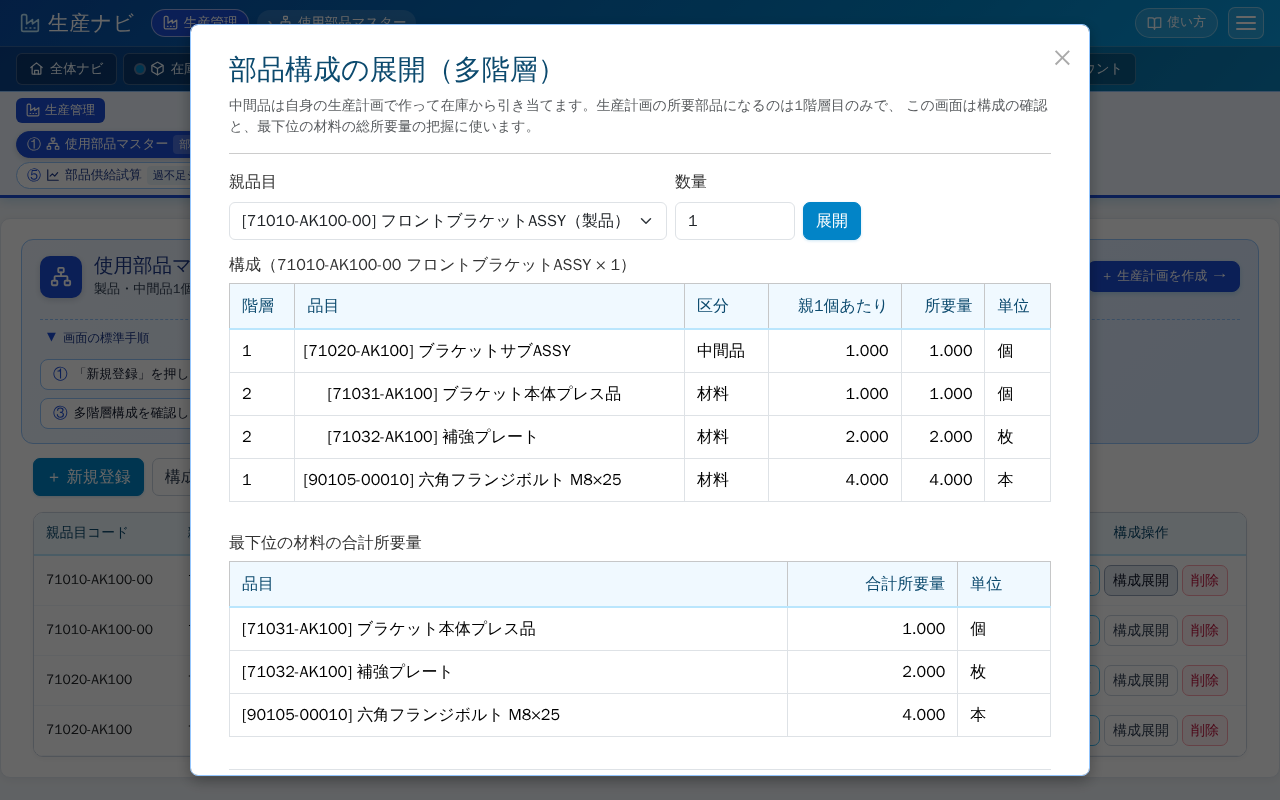 生産ナビ 生産管理 使用部品マスター 使い方
全体ナビ
生産管理
① 使用部品マスター
⑤ 部品供給試算
部品構成の展開（多階層）
中間品は自身の生産計画で作って在庫から引き当てます。生産計画の所要部品になるのは1階層目のみで、 この画面は構成の確認
と、最下位の材料の総所要量の把握に使います。
親品目 数量
[71010-AK100-00] フロントブラケットASSY（製品） 1 展開
構成（71010-AK100-00 フロントブラケットASSY × 1）
階層 品目 区分 親1個あたり 所要量 単位
1 [71020-AK100] ブラケットサブASSY 中間品 1.000 1.000 個
2 [71031-AK100] ブラケット本体プレス品 材料 1.000 1.000 個
2 [71032-AK100] 補強プレート 材料 2.000 2.000 枚
1 [90105-00010] 六角フランジボルト M8×25 材料 4.000 4.000 本
最下位の材料の合計所要量
品目 合計所要量 単位
[71031-AK100] ブラケット本体プレス品 1.000 個
[71032-AK100] 補強プレート 2.000 枚
[90105-00010] 六角フランジボルト M8×25 4.000 本
＋ 生産計画を作成 →
▼ 画面の標準手順
① 「新規登録」を押し
③ 多階層構成を確認し
＋ 新規登録
親品目コード 構成操作
71010-AK100-00 構成展開 削除
71010-AK100-00 構成展開 削除
71020-AK100 構成展開 削除
71020-AK100 構成展開 削除